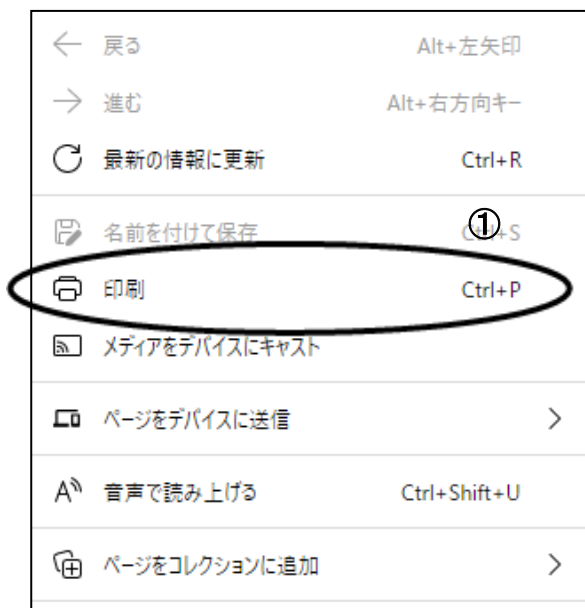 戻る Alt+左矢印
進む Alt+右方向キー
最新の情報に更新 Ctrl+R
①
名前を付けて保存 Ctrl+S
印刷 Ctrl+P
メディアをデバイスにキャスト
ページをデバイスに送信
音声で読み上げる Ctrl+Shift+U
ページをコレクションに追加